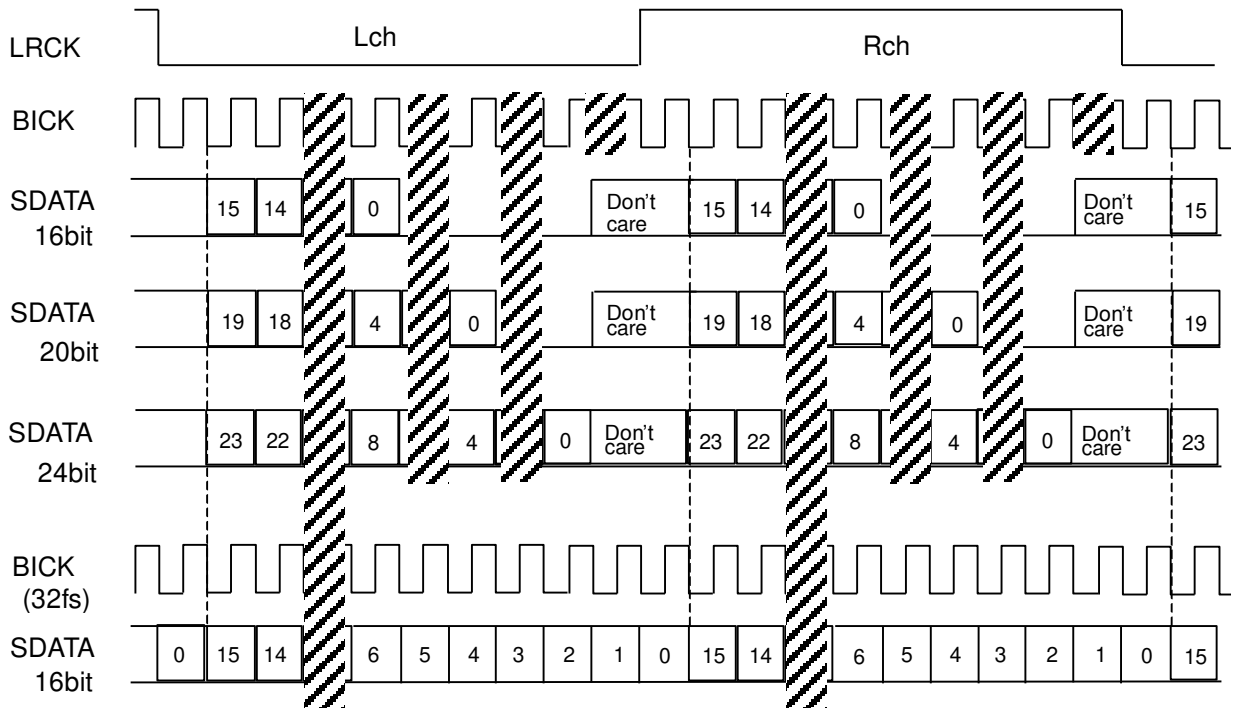 LRCK Lch Rch
BICK
SDATA 16bit 15 14 0 Don't care 15 14 0 Don't care 15
SDATA 20bit 19 18 4 0 Don't care 19 18 4 0 Don't care 19
SDATA 24bit 23 22 8 4 0 Don't care 23 22 8 4 0 Don't care 23
BICK (32fs)
SDATA 16bit 0 15 14 6 5 4 3 2 1 0 15 14 6 5 4 3 2 1 0 15